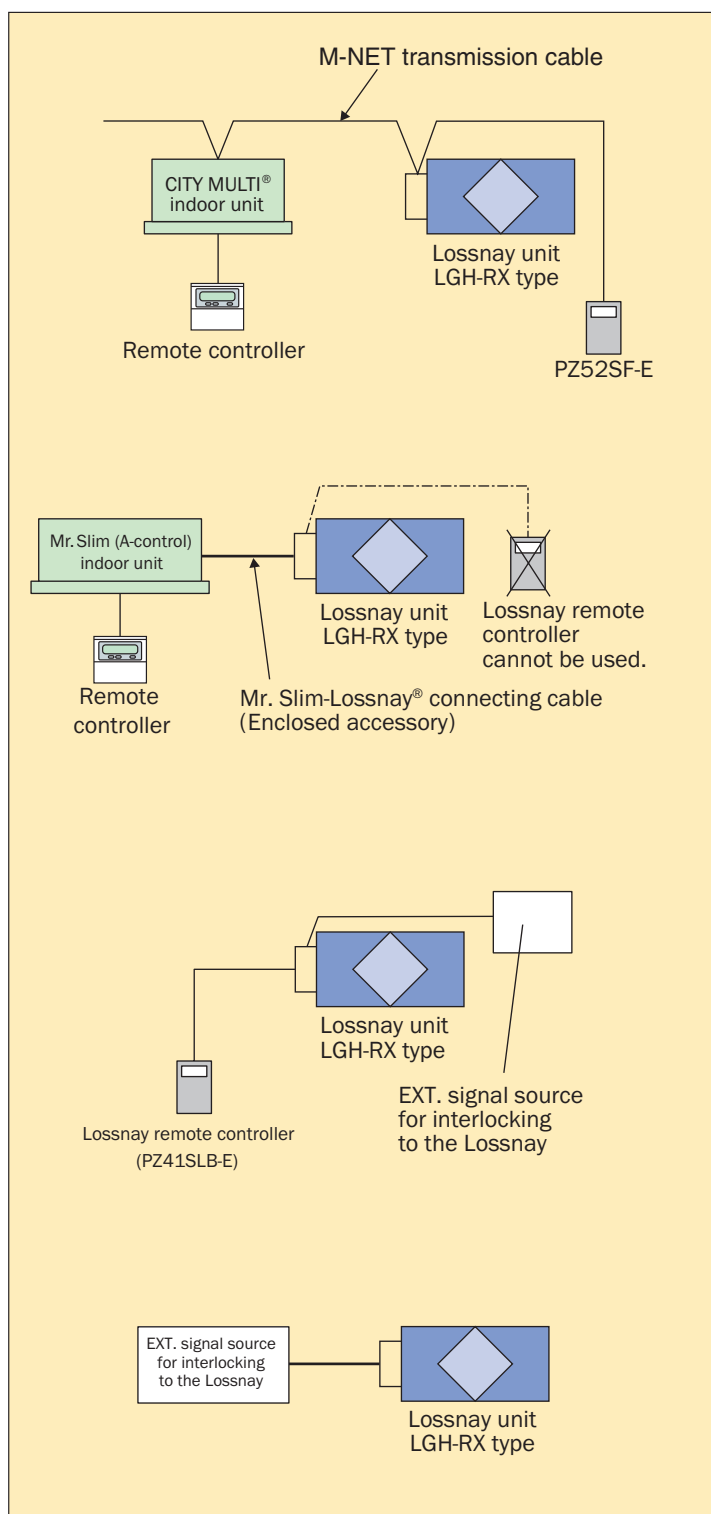 M-NET transmission cable
CITY MULTI®
indoor unit
Lossnay unit
LGH-RX type
Remote controller
PZ52SF-E
Mr. Slim (A-control)
indoor unit
Lossnay unit
LGH-RX type
Lossnay remote
controller
cannot be used.
Remote
controller
Mr. Slim-Lossnay® connecting cable
(Enclosed accessory)
Lossnay unit
LGH-RX type
EXT. signal source
for interlocking
to the Lossnay
Lossnay remote controller
(PZ41SLB-E)
EXT. signal source
for interlocking
to the Lossnay
Lossnay unit
LGH-RX type